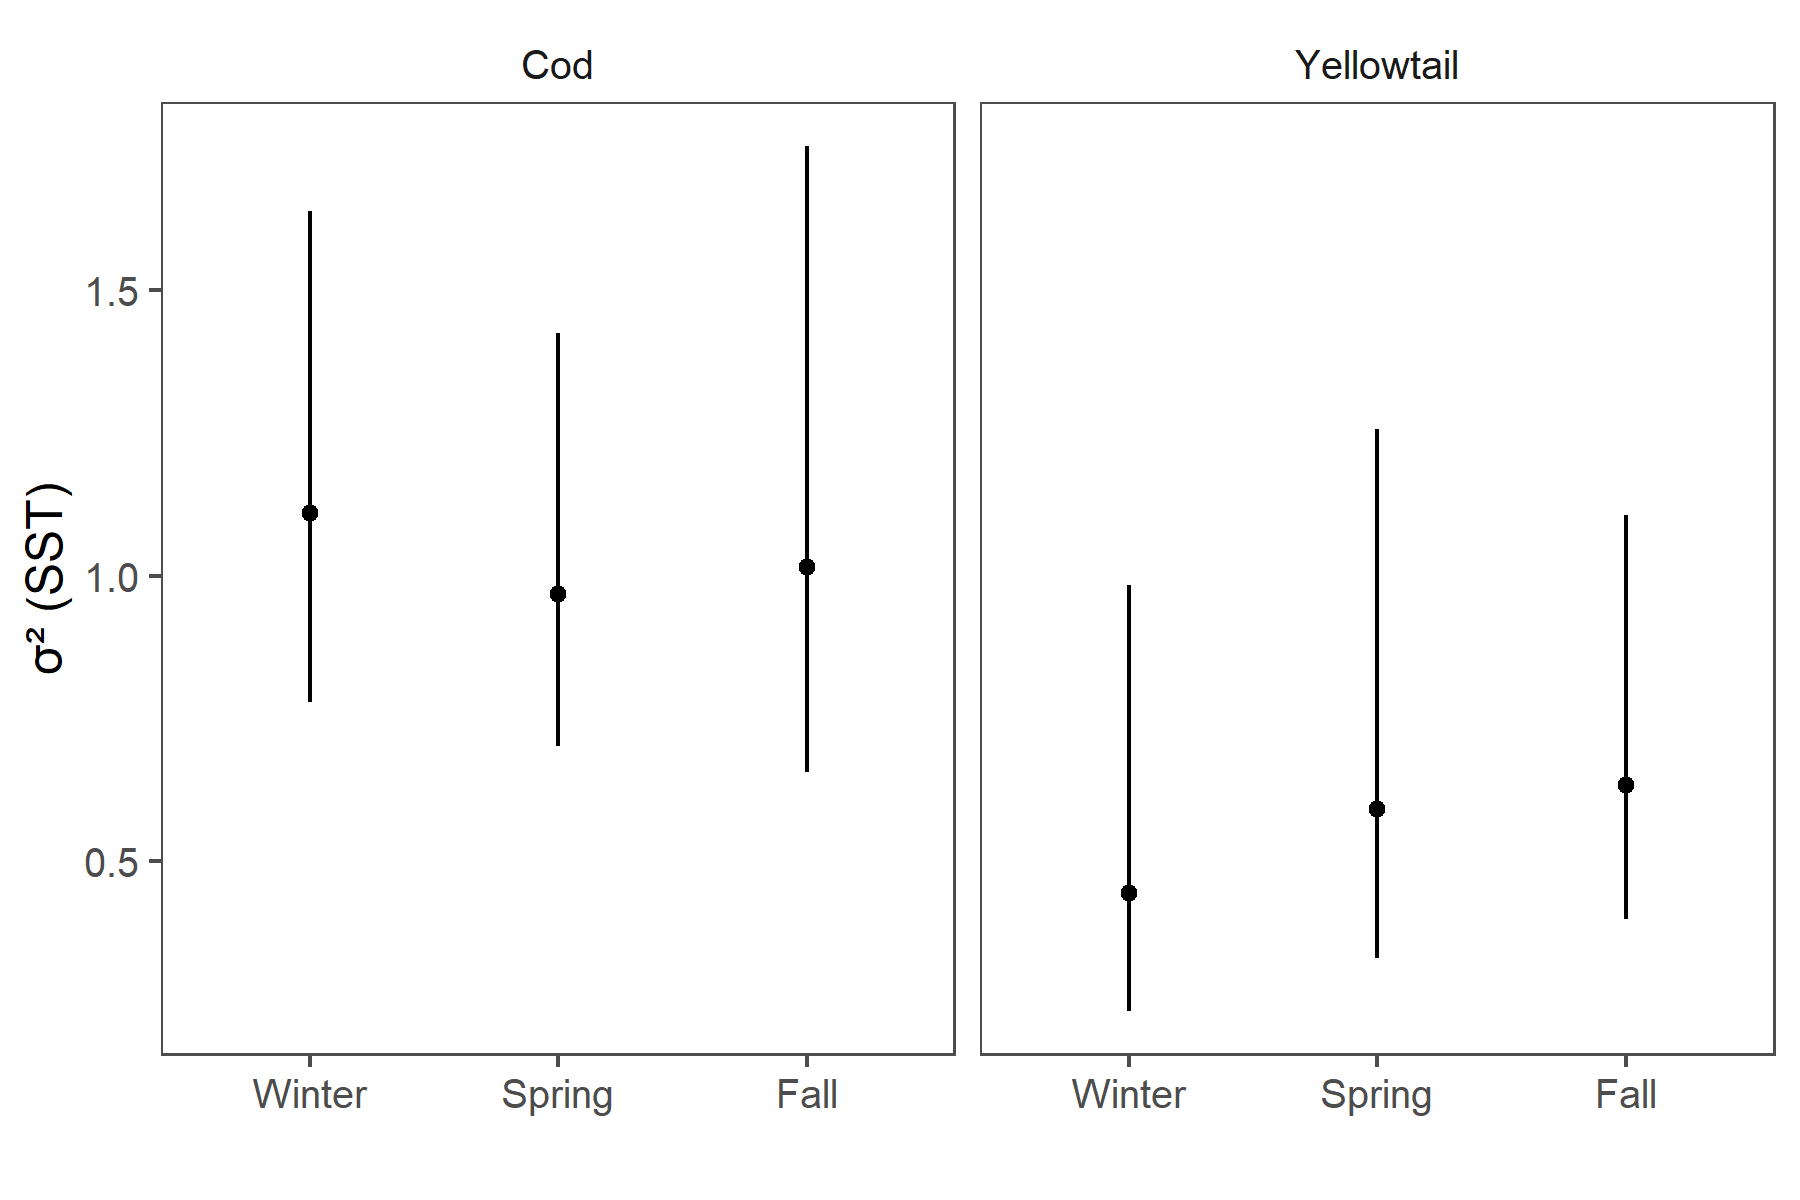 Cod
Yellowtail
σ² (SST)
1.5
1.0
0.5
Winter
Spring
Fall
Winter
Spring
Fall